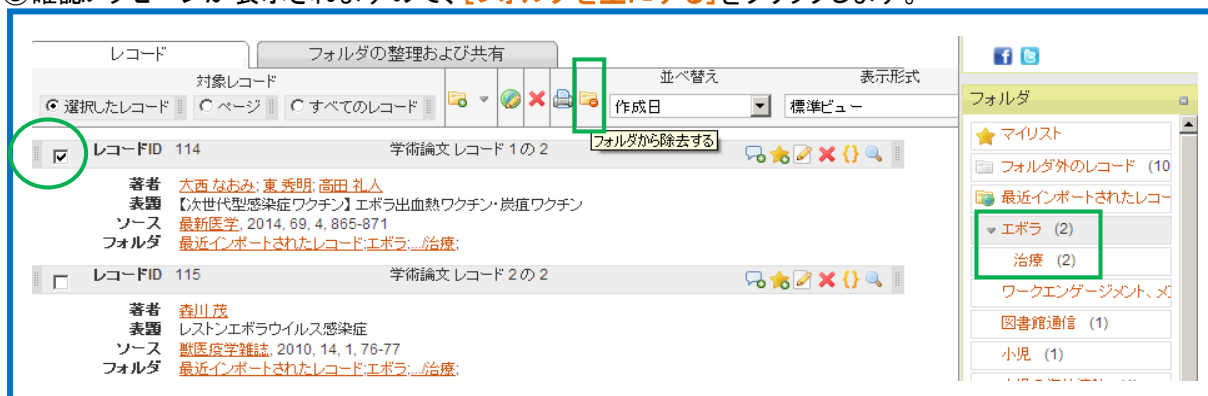 ③確認メッセージが表示されますので、[フォルダを空にする]をクリックします。
レコード
フォルダの整理および共有
対象レコード
並べ替え
表示形式
選択したレコード
ページ
すべてのレコード
作成日
標準ビュー
フォルダから除去する
レコードID 114
学術論文 レコード 1 の 2
著者 大西 なおみ; 東 秀明; 高田 礼人
表題 【次世代型感染症ワクチン】 エボラ出血熱ワクチン・炭疽ワクチン
ソース 最新医学, 2014, 69, 4, 865-871
フォルダ 最近インポートされたレコード;エボラ;.../治療;
レコードID 115
学術論文 レコード 2 の 2
著者 森川 茂
表題 レストンエボラウイルス感染症
ソース 獣医疫学雑誌, 2010, 14, 1, 76-77
フォルダ 最近インポートされたレコード;エボラ;.../治療;
フォルダ
マイリスト
フォルダ外のレコード (10
最近インポートされたレコー
エボラ (2)
治療 (2)
ワークエンゲージメント、メ
図書館通信 (1)
小児 (1)